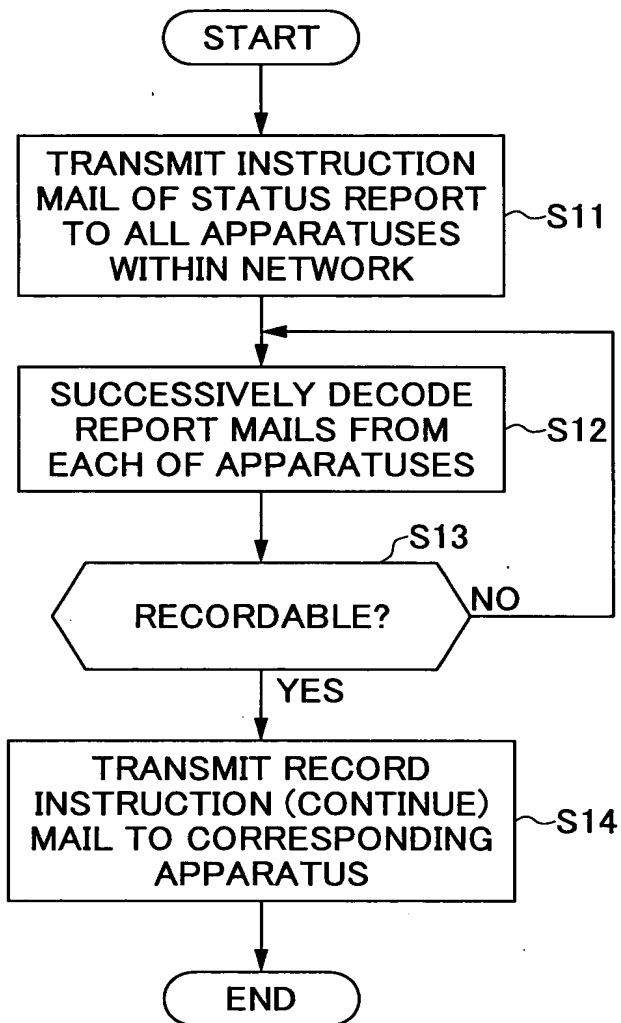 START
TRANSMIT INSTRUCTION
MAIL OF STATUS REPORT
TO ALL APPARATUSES
WITHIN NETWORK
S11
SUCCESSIVELY DECODE
REPORT MAILS FROM
EACH OF APPARATUSES
S12
S13
RECORDABLE?
NO
YES
TRANSMIT RECORD
INSTRUCTION (CONTINUE)
MAIL TO CORRESPONDING
APPARATUS
S14
END